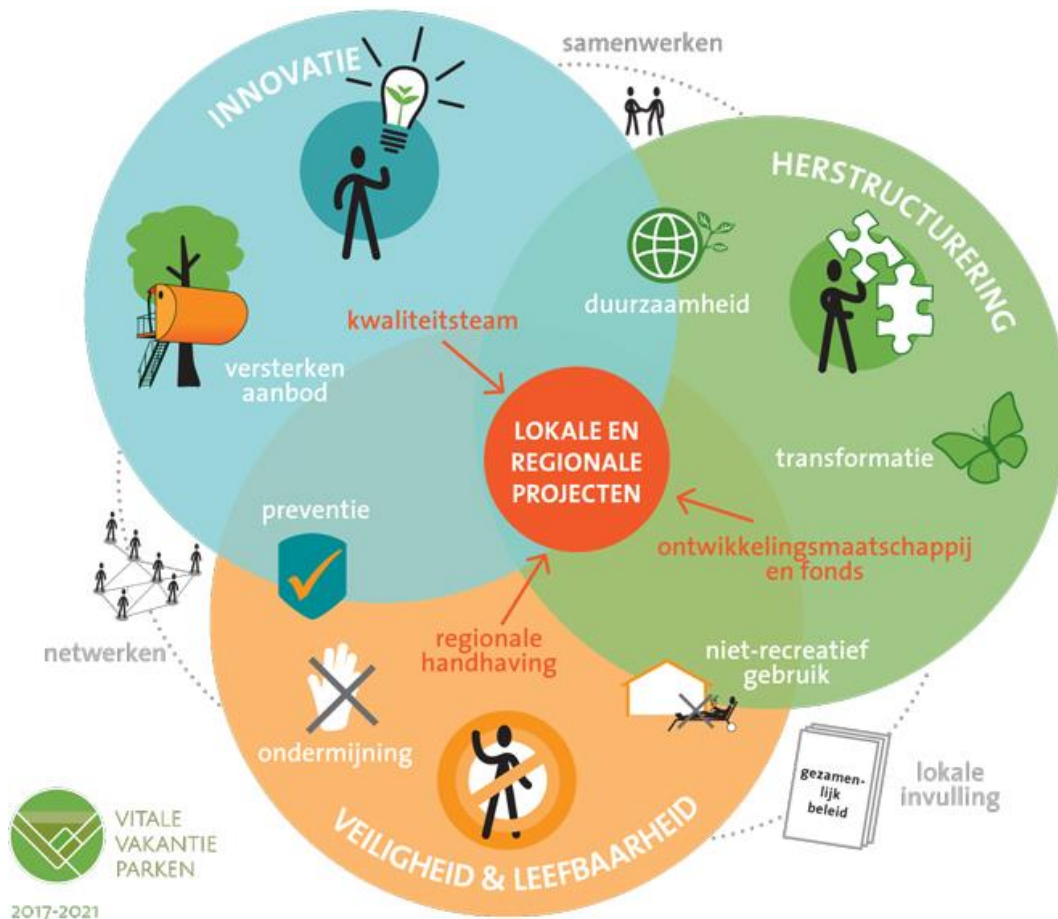 samenwerken
INNOVATIE
HERSTRUCTURERING
duurzaamheid
kwaliteitsteam
versterken
aanbod
LOKALE EN
REGIONALE
PROJECTEN
transformatie
preventie
ontwikkelingsmaatschappij
en fonds
regionale
handhaving
netwerken
niet-recreatief
gebruik
ondermijning
gezamen-
lijk
beleid
lokale
invulling
VEILIGHEID & LEEFBAARHEID
VITALE
VAKANTIE
PARKEN
2017-2021